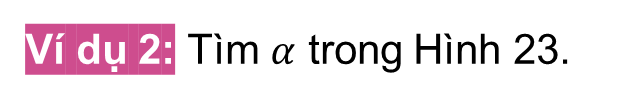 Ví dụ 2: Tìm 𝛼 trong Hình 23.